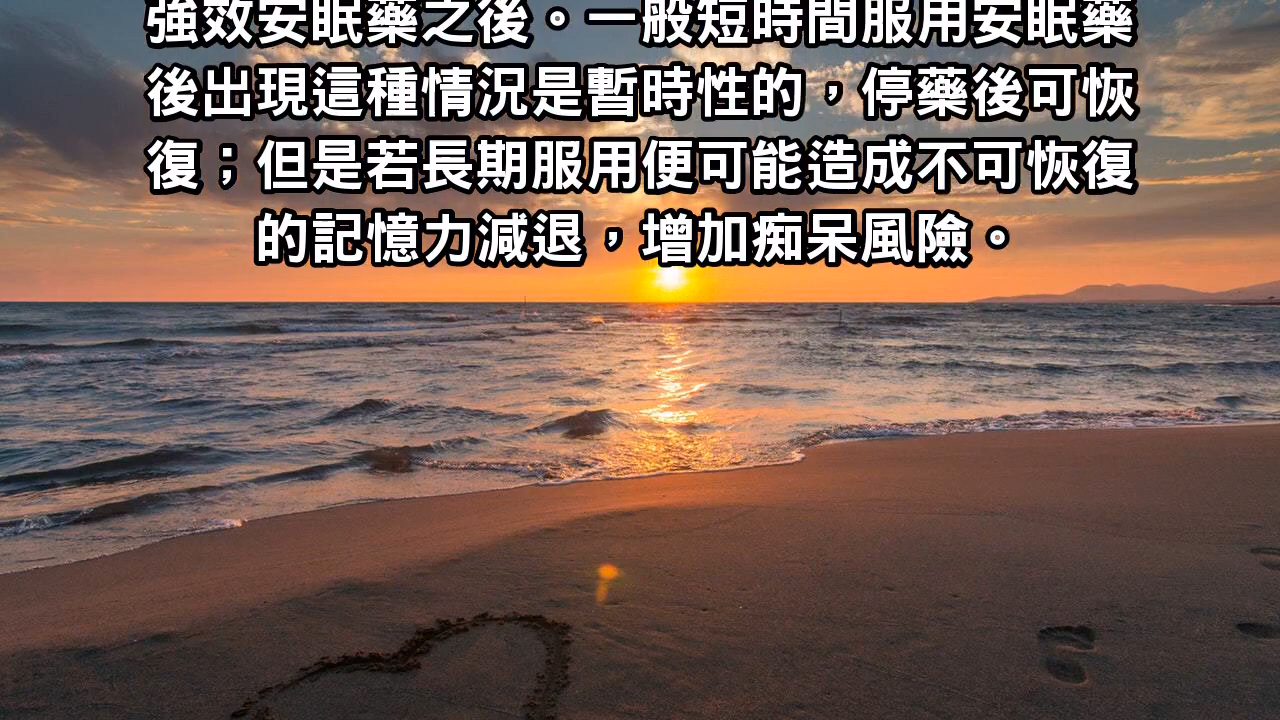 強效安眠藥之後。一般短時間服用安眠藥
後出現這種情況是暫時性的，停藥後可恢
復；但是若長期服用便可能造成不可恢復
的記憶力減退，增加痴呆風險。